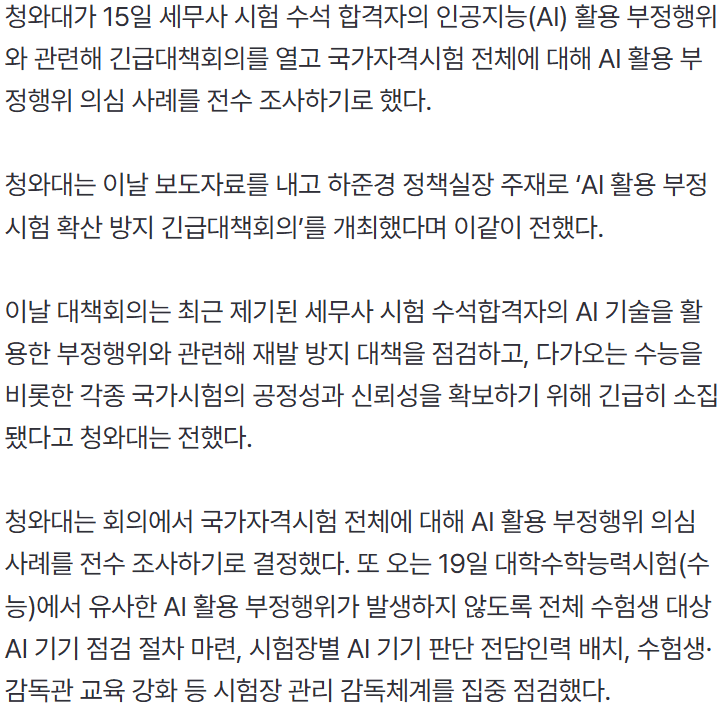 청와대가 15일 세무사 시험 수석 합격자의 인공지능(AI) 활용 부정행위
와 관련해 긴급대책회의를 열고 국가자격시험 전체에 대해 AI 활용 부
정행위 의심 사례를 전수 조사하기로 했다.
청와대는 이날 보도자료를 내고 하준경 정책실장 주재로 ‘AI 활용 부정
시험 확산 방지 긴급대책회의’를 개최했다며 이같이 전했다.
이날 대책회의는 최근 제기된 세무사 시험 수석합격자의 AI 기술을 활
용한 부정행위와 관련해 재발 방지 대책을 점검하고, 다가오는 수능을
비롯한 각종 국가시험의 공정성과 신뢰성을 확보하기 위해 긴급히 소집
됐다고 청와대는 전했다.
청와대는 회의에서 국가자격시험 전체에 대해 AI 활용 부정행위 의심
사례를 전수 조사하기로 결정했다. 또 오는 19일 대학수학능력시험(수
능)에서 유사한 AI 활용 부정행위가 발생하지 않도록 전체 수험생 대상
AI 기기 점검 절차 마련, 시험장별 AI 기기 판단 전담인력 배치, 수험생·
감독관 교육 강화 등 시험장 관리 감독체계를 집중 점검했다.